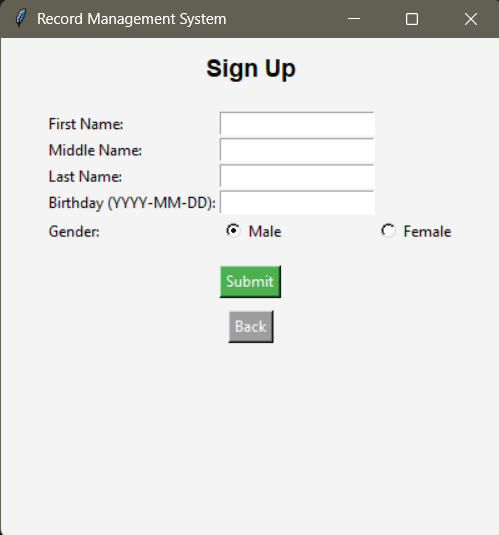 Record Management System
Sign Up
First Name:
Middle Name:
Last Name:
Birthday (YYYY-MM-DD):
Gender: Male Female
Submit
Back